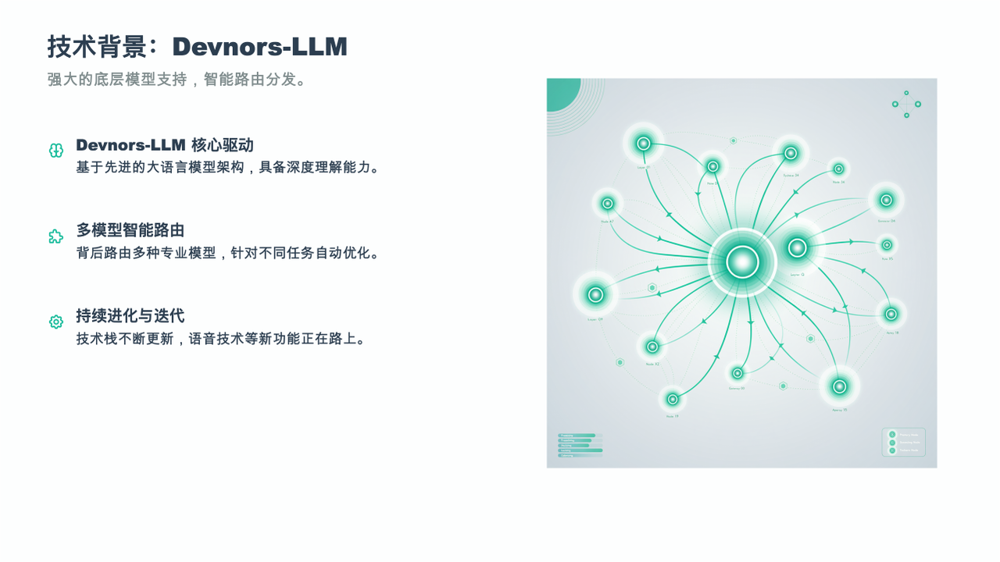 技术背景：Devnors-LLM
强大的底层模型支持，智能路由分发。
Devnors-LLM 核心驱动
基于先进的大语言模型架构，具备深度理解能力。
多模型智能路由
背后路由多种专业模型，针对不同任务自动优化。
持续进化与迭代
技术栈不断更新，语音技术等新功能正在路上。